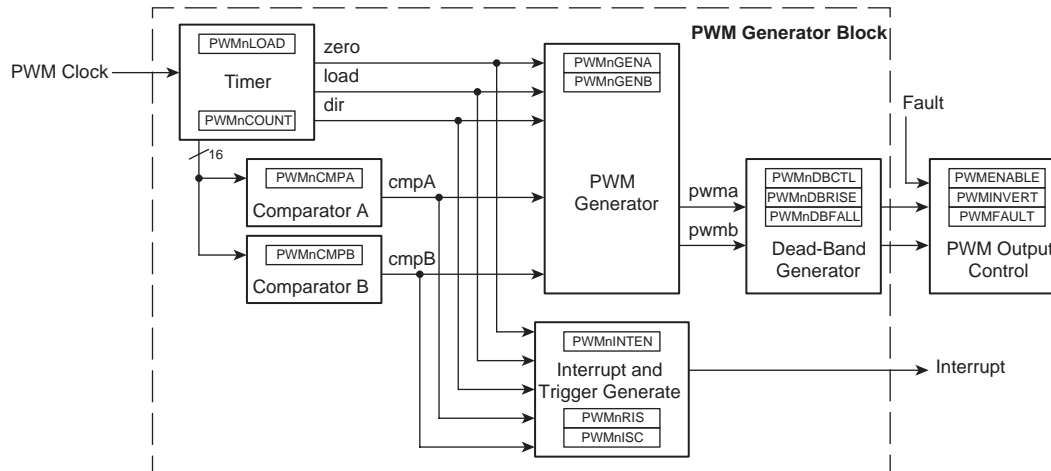 PWM Generator Block
PWM Clock
PWMnLOAD
Timer
PWMnCOUNT
zero
load
dir
16
PWMnCMPA
Comparator A
cmpA
PWMnCMPB
Comparator B
cmpB
PWMnGENA
PWMnGENB
PWM
Generator
pwma
pwmb
PWMnDBCTL
PWMnDBRISE
PWMnDBFALL
Dead-Band
Generator
Fault
PWMENABLE
PWMINVERT
PWMFAULT
PWM Output
Control
PWMnINTEN
Interrupt and
Trigger Generate
PWMnRIS
PWMnISC
Interrupt